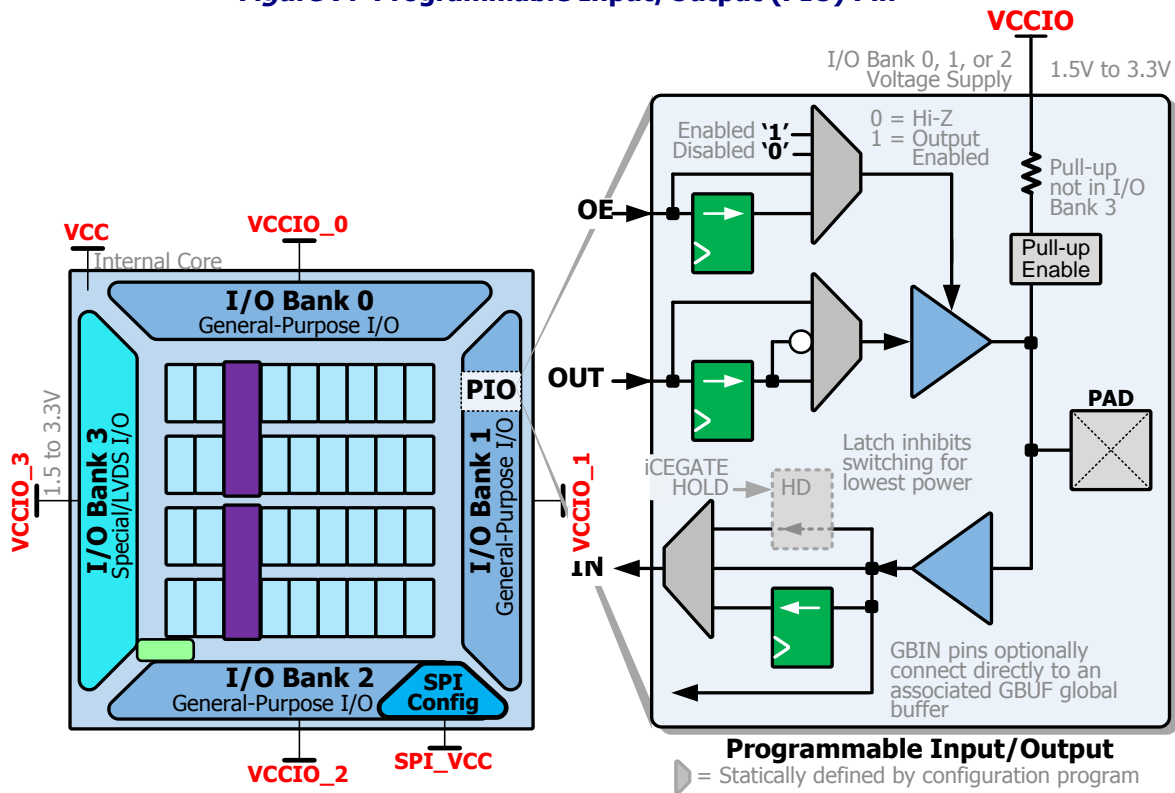 VCCIO
I/O Bank 0, 1, or 2
Voltage Supply
1.5V to 3.3V
Enabled '1'
Disabled '0'
0 = Hi-Z
1 = Output
Enabled
Pull-up
not in I/O
Bank 3
OE
Pull-up
Enable
VCC
VCCIO_0
Internal Core
I/O Bank 0
General-Purpose I/O
PIO
OUT
PAD
1.5 to 3.3V
VCCIO_3
I/O Bank 3
Special/LVDS I/O
I/O Bank 1
General-Purpose I/O
VCCIO_1
Latch inhibits
switching for
lowest power
iCEGATE
HOLD
HD
IN
GBIN pins optionally
connect directly to an
associated GBUF global
buffer
I/O Bank 2
General-Purpose I/O
SPI
Config
VCCIO_2
SPI_VCC
Programmable Input/Output
= Statically defined by configuration program